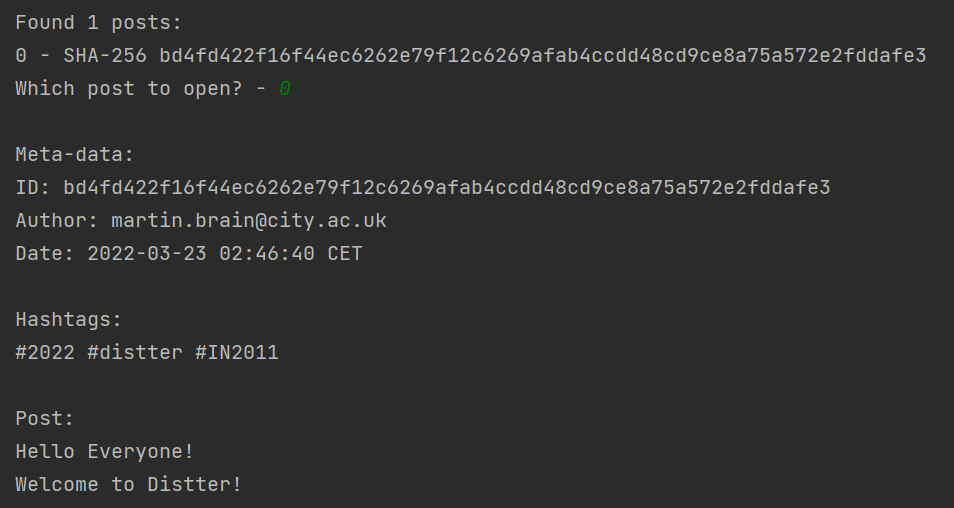 Found 1 posts:
0 - SHA-256 bd4fd422f16f44ec6262e79f12c6269afab4ccdd48cd9ce8a75a572e2fddafe3
Which post to open? - 0
Meta-data:
ID: bd4fd422f16f44ec6262e79f12c6269afab4ccdd48cd9ce8a75a572e2fddafe3
Author: martin.brain@city.ac.uk
Date: 2022-03-23 02:46:40 CET
Hashtags:
#2022 #distter #IN2011
Post:
Hello Everyone!
Welcome to Distter!